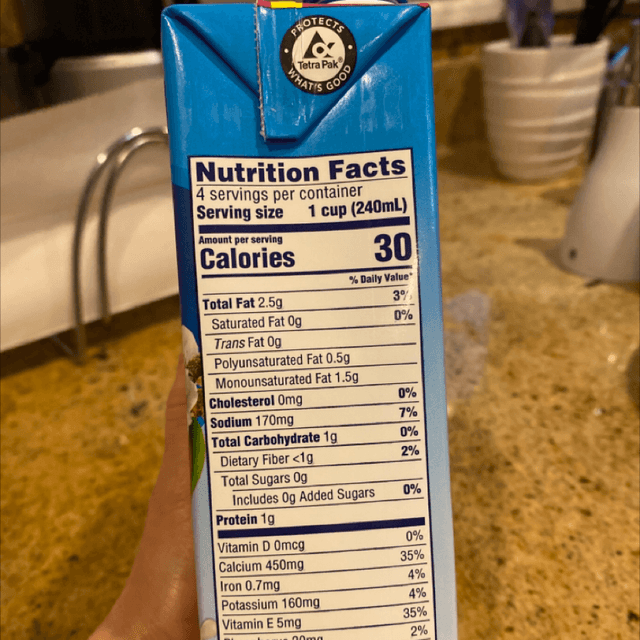 PROTECTS
Tetra Pak®
WHAT'S GOOD
Nutrition Facts
4 servings per container
Serving size 1 cup (240mL)
Amount per serving
Calories 30
% Daily Value*
Total Fat 2.5g 3%
Saturated Fat 0g 0%
Trans Fat 0g
Polyunsaturated Fat 0.5g
Monounsaturated Fat 1.5g
Cholesterol 0mg 0%
Sodium 170mg 7%
Total Carbohydrate 1g 0%
Dietary Fiber <1g 2%
Total Sugars 0g
Includes 0g Added Sugars 0%
Protein 1g
Vitamin D 0mcg 0%
Calcium 450mg 35%
Iron 0.7mg 4%
Potassium 160mg 4%
Vitamin E 5mg 35%
2%